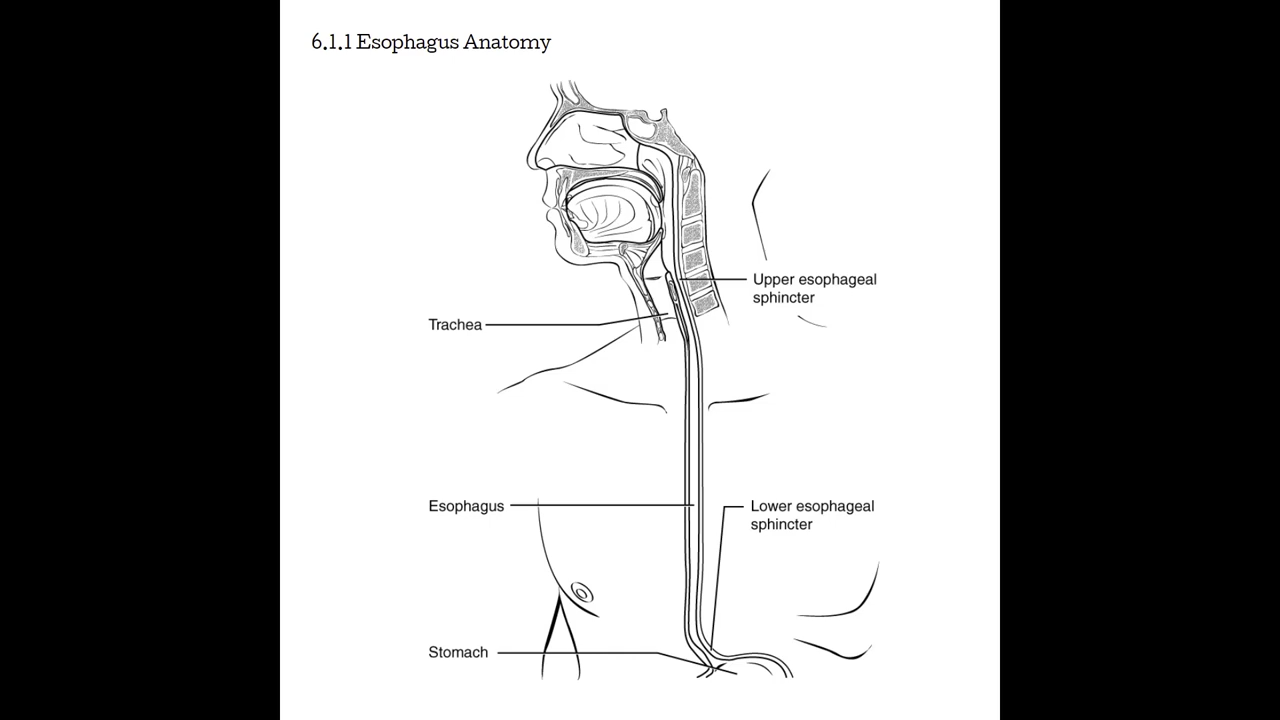 6.1.1 Esophagus Anatomy
Upper esophageal
sphincter
Trachea
Esophagus
Lower esophageal
sphincter
Stomach